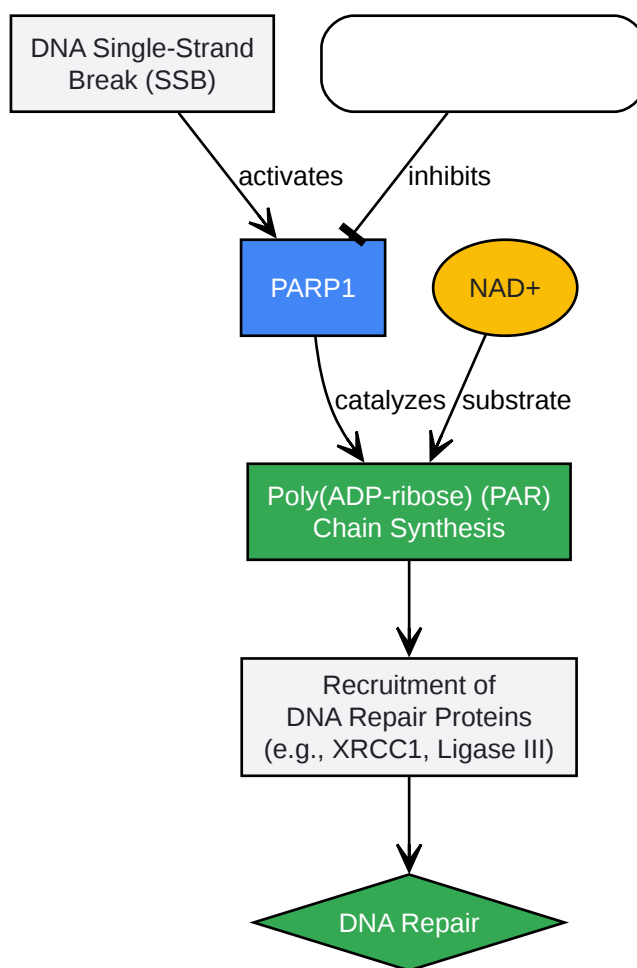 DNA Single-Strand
Break (SSB)
activates
inhibits
PARP1
NAD+
catalyzes
substrate
Poly(ADP-ribose) (PAR)
Chain Synthesis
Recruitment of
DNA Repair Proteins
(e.g., XRCC1, Ligase III)
DNA Repair